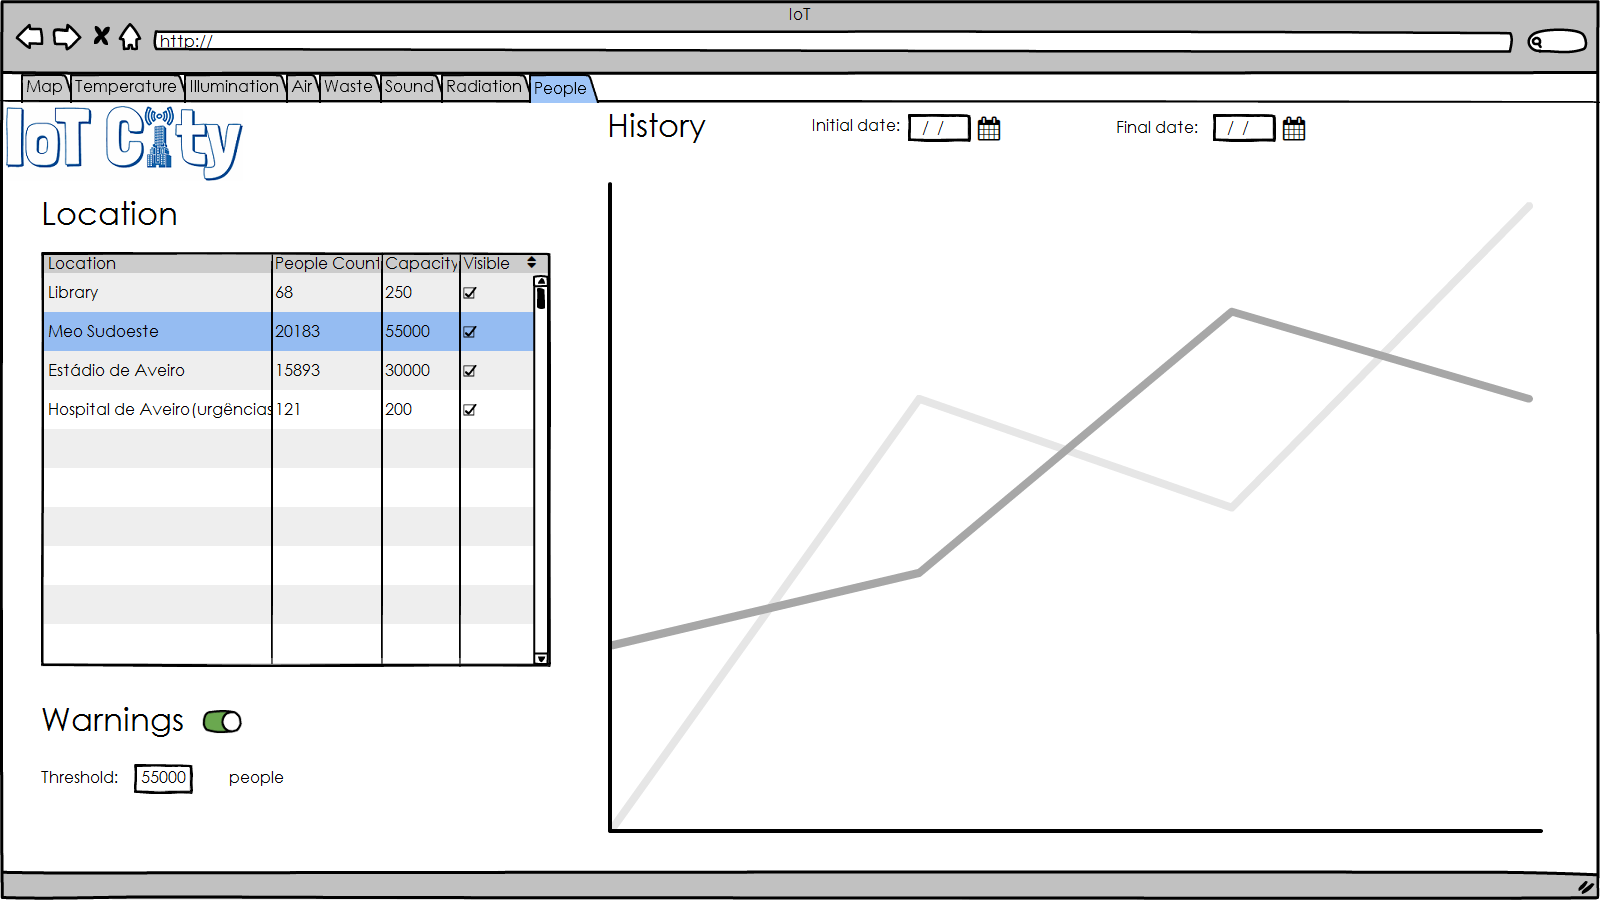 IoT
http://
Map Temperature Illumination Air Waste Sound Radiation People
IoT City
History Initial date: / / Final date: / /
Location
Location People Count Capacity Visible
Library 68 250
Meo Sudoeste 20183 55000
Estádio de Aveiro 15893 30000
Hospital de Aveiro(urgências 121 200
Warnings
Threshold: 55000 people